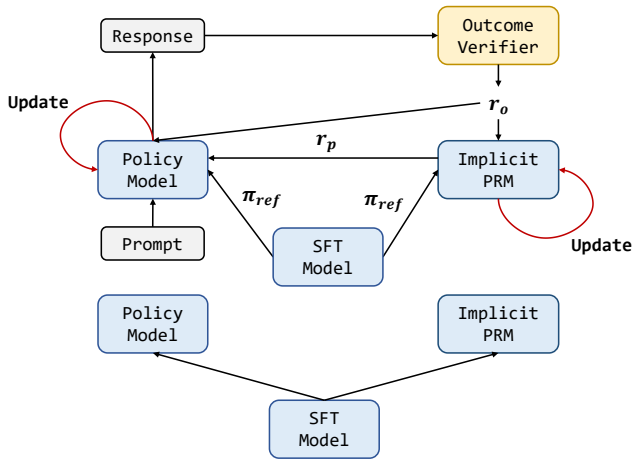 Response
Outcome
Verifier
Update
r_o
r_p
Policy
Model
Implicit
PRM
π_ref
π_ref
Prompt
SFT
Model
Update
Policy
Model
Implicit
PRM
SFT
Model